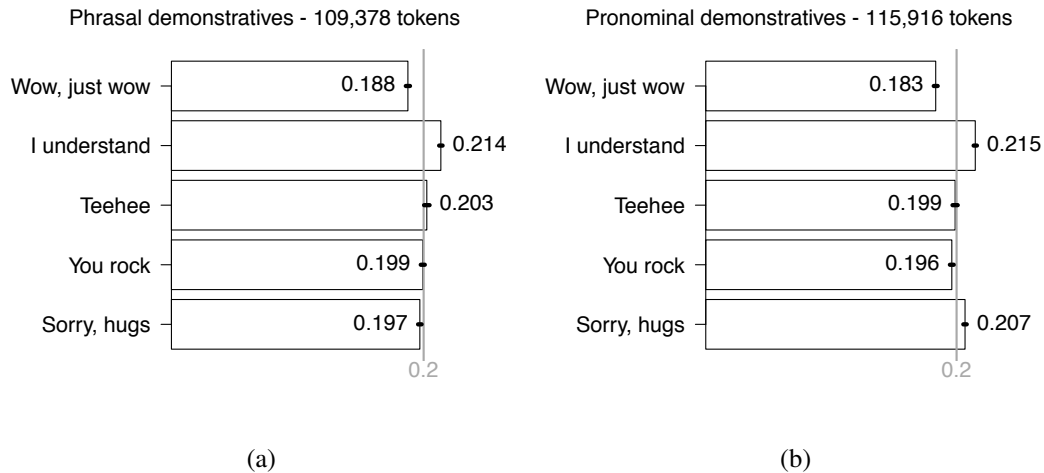 Phrasal demonstratives - 109,378 tokens
Wow, just wow 0.188
I understand 0.214
Teehee 0.203
You rock 0.199
Sorry, hugs 0.197
0.2
(a)
Pronominal demonstratives - 115,916 tokens
Wow, just wow 0.183
I understand 0.215
Teehee 0.199
You rock 0.196
Sorry, hugs 0.207
0.2
(b)